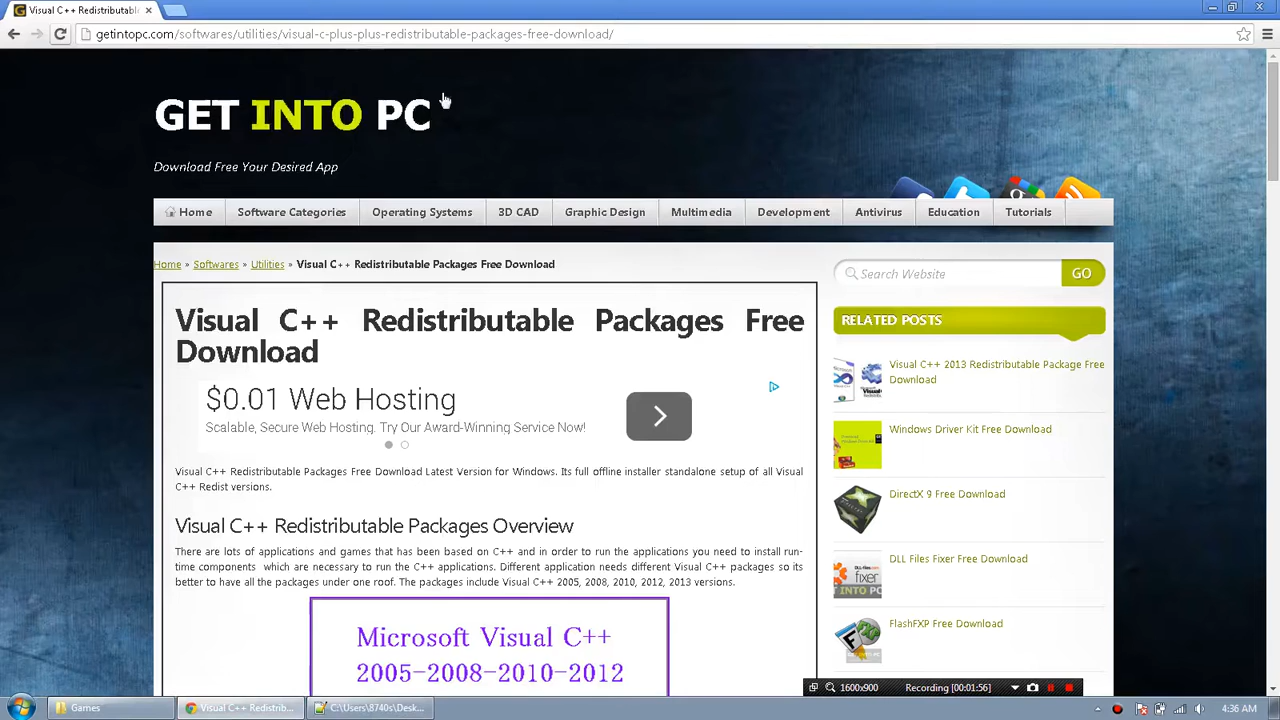 Visual C++ Redistributable
getintopc.com/softwares/utilities/visual-c-plus-plus-redistributable-packages-free-download/
GET INTO PC
Download Free Your Desired App
Home
Software Categories
Operating Systems
3D CAD
Graphic Design
Multimedia
Development
Antivirus
Education
Tutorials
Home » Softwares » Utilities » Visual C++ Redistributable Packages Free Download
Search Website
GO
Visual C++ Redistributable Packages Free
Download
$0.01 Web Hosting
Scalable, Secure Web Hosting. Try Our Award-Winning Service Now!
Visual C++ Redistributable Packages Free Download Latest Version for Windows. Its full offline installer standalone setup of all Visual
C++ Redist versions.
Visual C++ Redistributable Packages Overview
There are lots of applications and games that has been based on C++ and in order to run the applications you need to install run-
time components which are necessary to run the C++ applications. Different application needs different Visual C++ packages so its
better to have all the packages under one roof. The packages include Visual C++ 2005, 2008, 2010, 2012, 2013 versions.
Microsoft Visual C++
2005-2008-2010-2012
RELATED POSTS
Visual C++ 2013 Redistributable Package Free
Download
Windows Driver Kit Free Download
DirectX 9 Free Download
DLL Files Fixer Free Download
FlashFXP Free Download
1600x900
Recording [00:01:56]
Games
Visual C++ Redistrib...
C:\Users\8740s\Desk...
4:36 AM